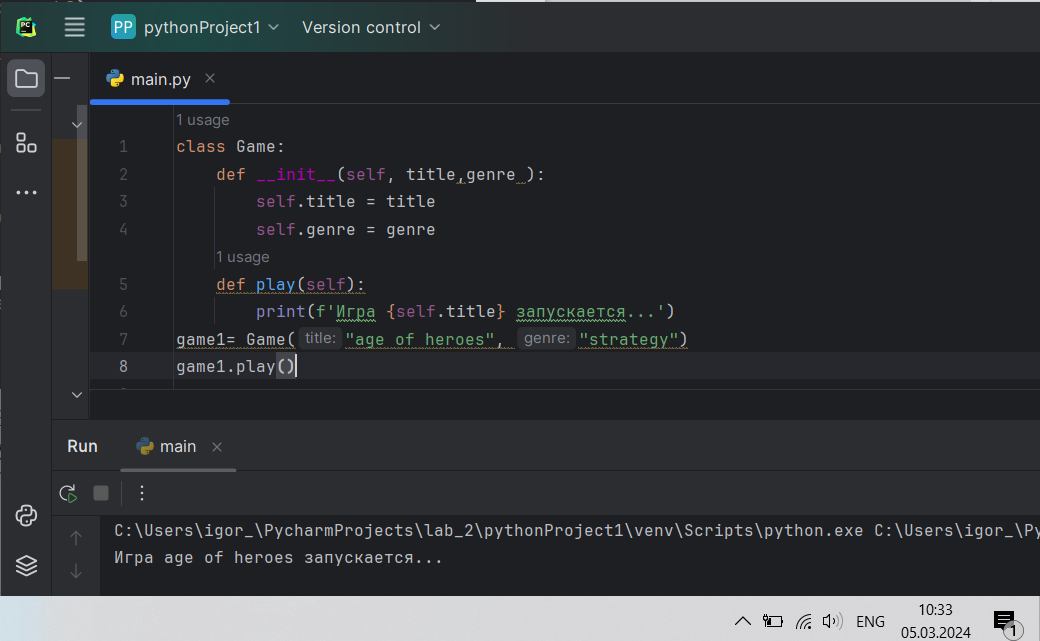 PC
PP pythonProject1 Version control
main.py
1 usage
1 class Game:
2 def __init__(self, title,genre ):
3 self.title = title
4 self.genre = genre
1 usage
5 def play(self):
6 print(f'Игра {self.title} запускается...')
7 game1= Game( title: "age of heroes",  genre: "strategy")
8 game1.play()
Run main
C:\Users\igor_\PycharmProjects\lab_2\pythonProject1\venv\Scripts\python.exe C:\Users\igor_\Py
Игра age of heroes запускается...
ENG
10:33
05.03.2024
1